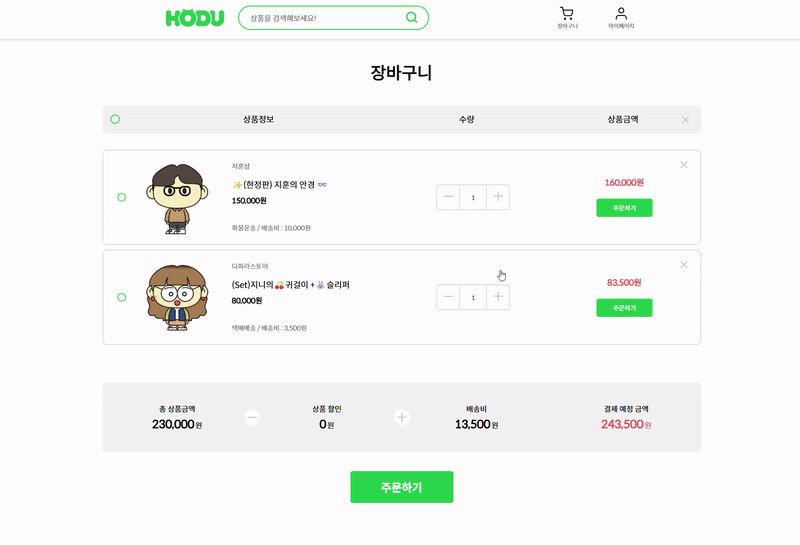 HODU
상품을 검색해보세요!
장바구니
마이페이지
장바구니
상품정보 수량 상품금액
지훈샵
✨(한정판) 지훈의 안경 👓
150,000원
화물운송 / 배송비 : 10,000원
1
160,000원
주문하기
디피라스토어
(Set)지니의🍒귀걸이 + 🐰 슬리퍼
80,000원
택배배송 / 배송비 : 3,500원
1
83,500원
주문하기
총 상품금액
230,000원
상품 할인
0원
배송비
13,500원
결제 예정 금액
243,500원
주문하기